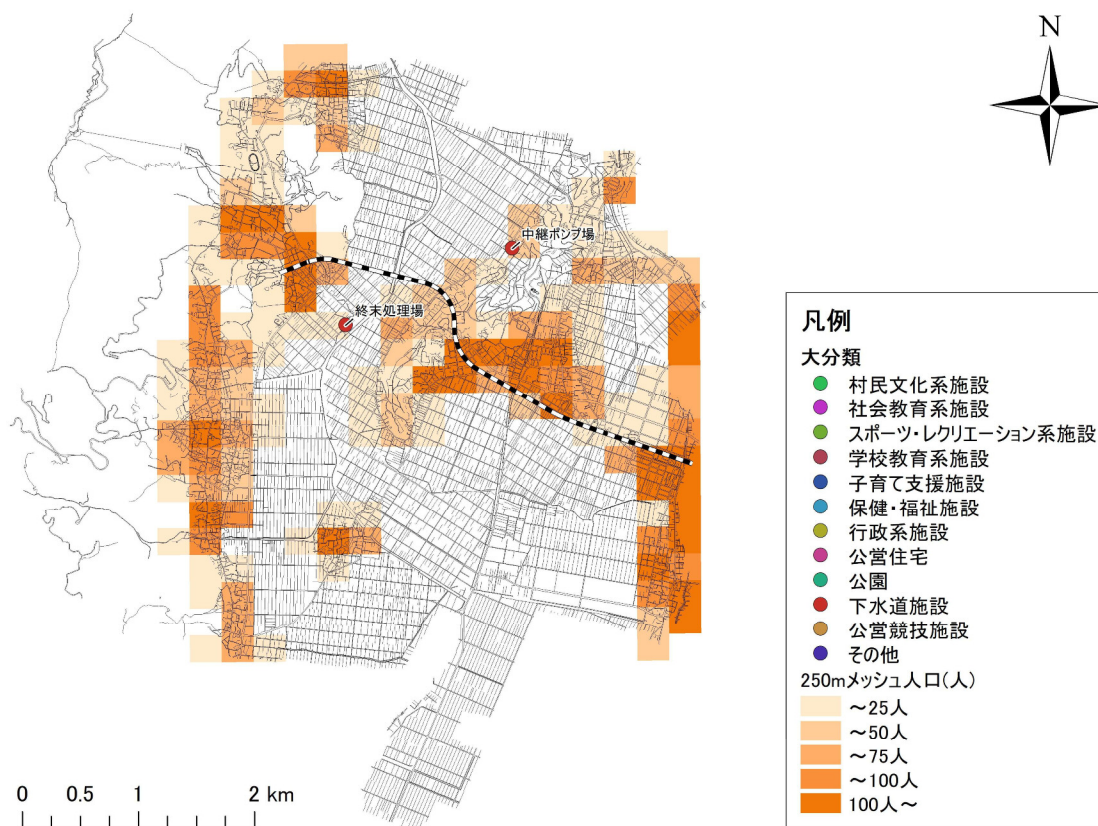 N
中継ポンプ場
終末処理場
凡例
大分類
村民文化系施設
社会教育系施設
スポーツ・レクリエーション系施設
学校教育系施設
子育て支援施設
保健・福祉施設
行政系施設
公営住宅
公園
下水道施設
公営競技施設
その他
250mメッシュ人口(人)
～25人
～50人
～75人
～100人
100人～
0 0.5 1 2 km